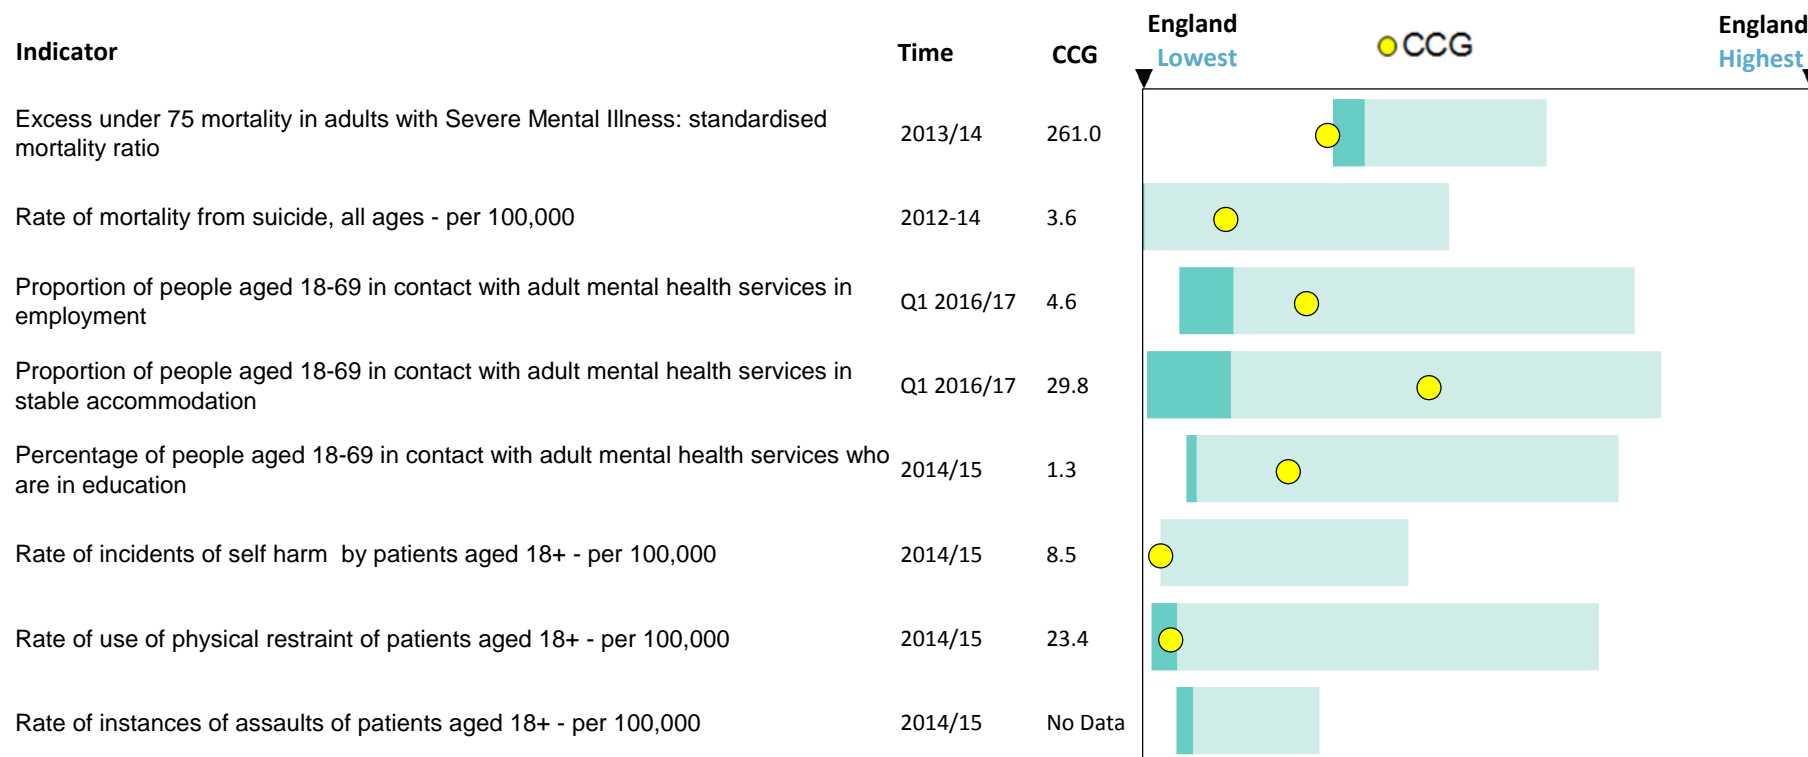 Indicator Time CCG England Lowest CCG England Highest
Excess under 75 mortality in adults with Severe Mental Illness: standardised
mortality ratio 2013/14 261.0
Rate of mortality from suicide, all ages - per 100,000 2012-14 3.6
Proportion of people aged 18-69 in contact with adult mental health services in
employment Q1 2016/17 4.6
Proportion of people aged 18-69 in contact with adult mental health services in
stable accommodation Q1 2016/17 29.8
Percentage of people aged 18-69 in contact with adult mental health services who
are in education 2014/15 1.3
Rate of incidents of self harm by patients aged 18+ - per 100,000 2014/15 8.5
Rate of use of physical restraint of patients aged 18+ - per 100,000 2014/15 23.4
Rate of instances of assaults of patients aged 18+ - per 100,000 2014/15 No Data